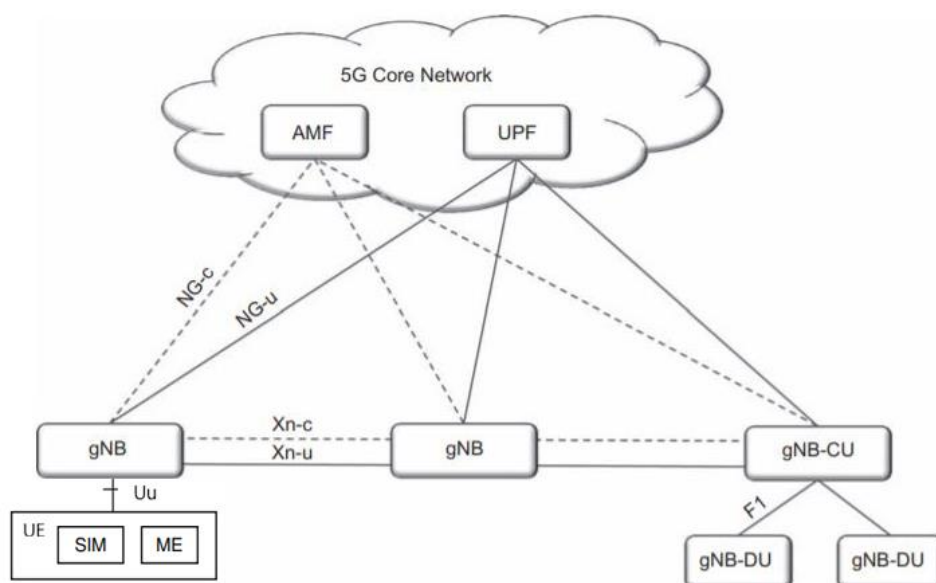 5G Core Network
AMF
UPF
NG-c
NG-u
gNB
Xn-c
Xn-u
gNB
gNB-CU
Uu
UE
SIM
ME
F1
gNB-DU
gNB-DU